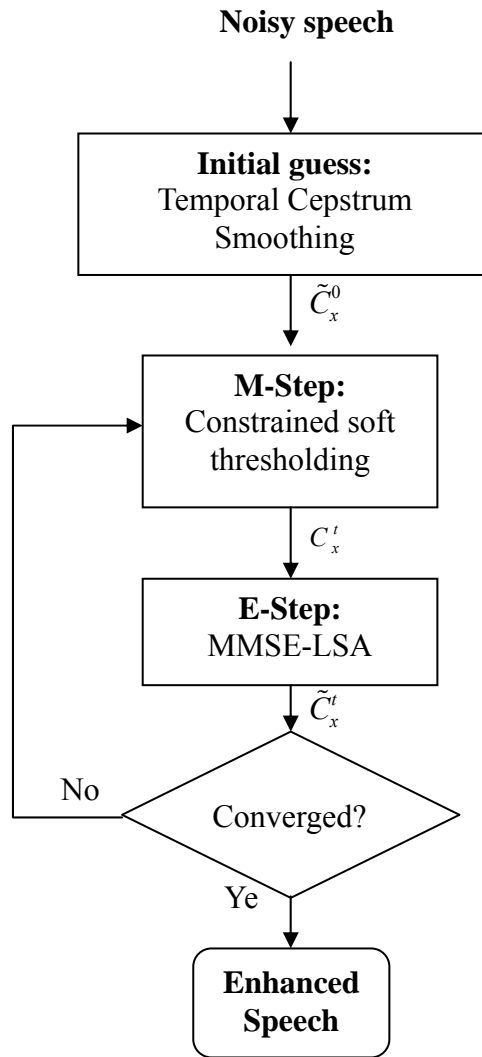 Noisy speech
Initial guess:
Temporal Cepstrum
Smoothing
C̃ₓ⁰
M-Step:
Constrained soft
thresholding
Cₓᵗ
E-Step:
MMSE-LSA
C̃ₓᵗ
No
Converged?
Ye
Enhanced
Speech